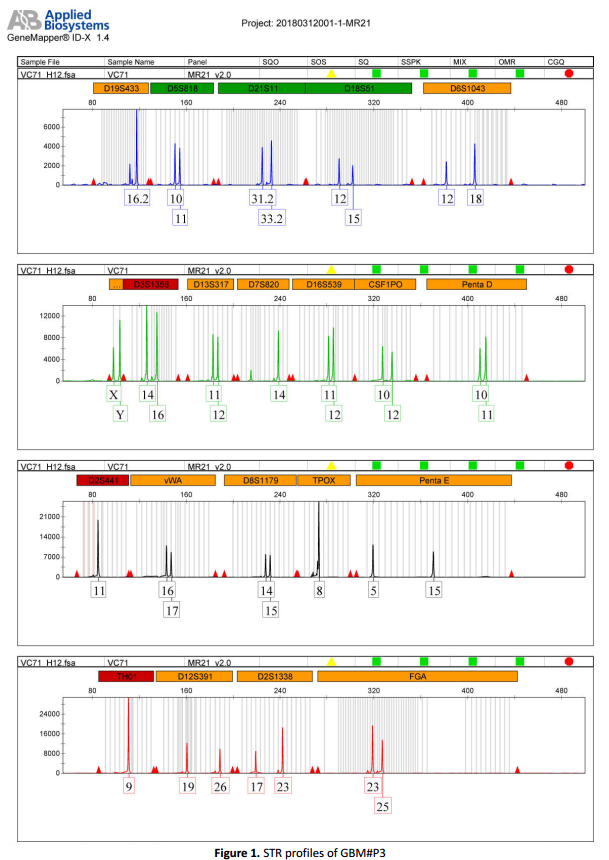 AB Applied
Biosystems
GeneMapper® ID-X 1.4
Project: 20180312001-1-MR21
Sample File Sample Name Panel SQO SOS SQ SSPK MIX OMR CGQ
VC71_H12.fsa VC71 MR21_v2.0
80 160 240 320 400 480
D19S433 D5S818 D21S11 D18S51 D6S1043
6000
4000
2000
0
16.2 10 31.2 12 12 18
11 33.2 15
VC71_H12.fsa VC71 MR21_v2.0
80 160 240 320 400 480
... D3S1358 D13S317 D7S820 D16S539 CSF1PO Penta D
12000
8000
4000
0
X 14 11 14 11 10 10
Y 16 12 12 12 11
VC71_H12.fsa VC71 MR21_v2.0
80 160 240 320 400 480
D2S441 vWA D8S1179 TPOX Penta E
21000
14000
7000
0
11 16 14 8 5 15
17 15
VC71_H12.fsa VC71 MR21_v2.0
80 160 240 320 400 480
TH01 D12S391 D2S1338 FGA
24000
16000
8000
0
9 19 26 17 23 23
25
Figure 1. STR profiles of GBM#P3